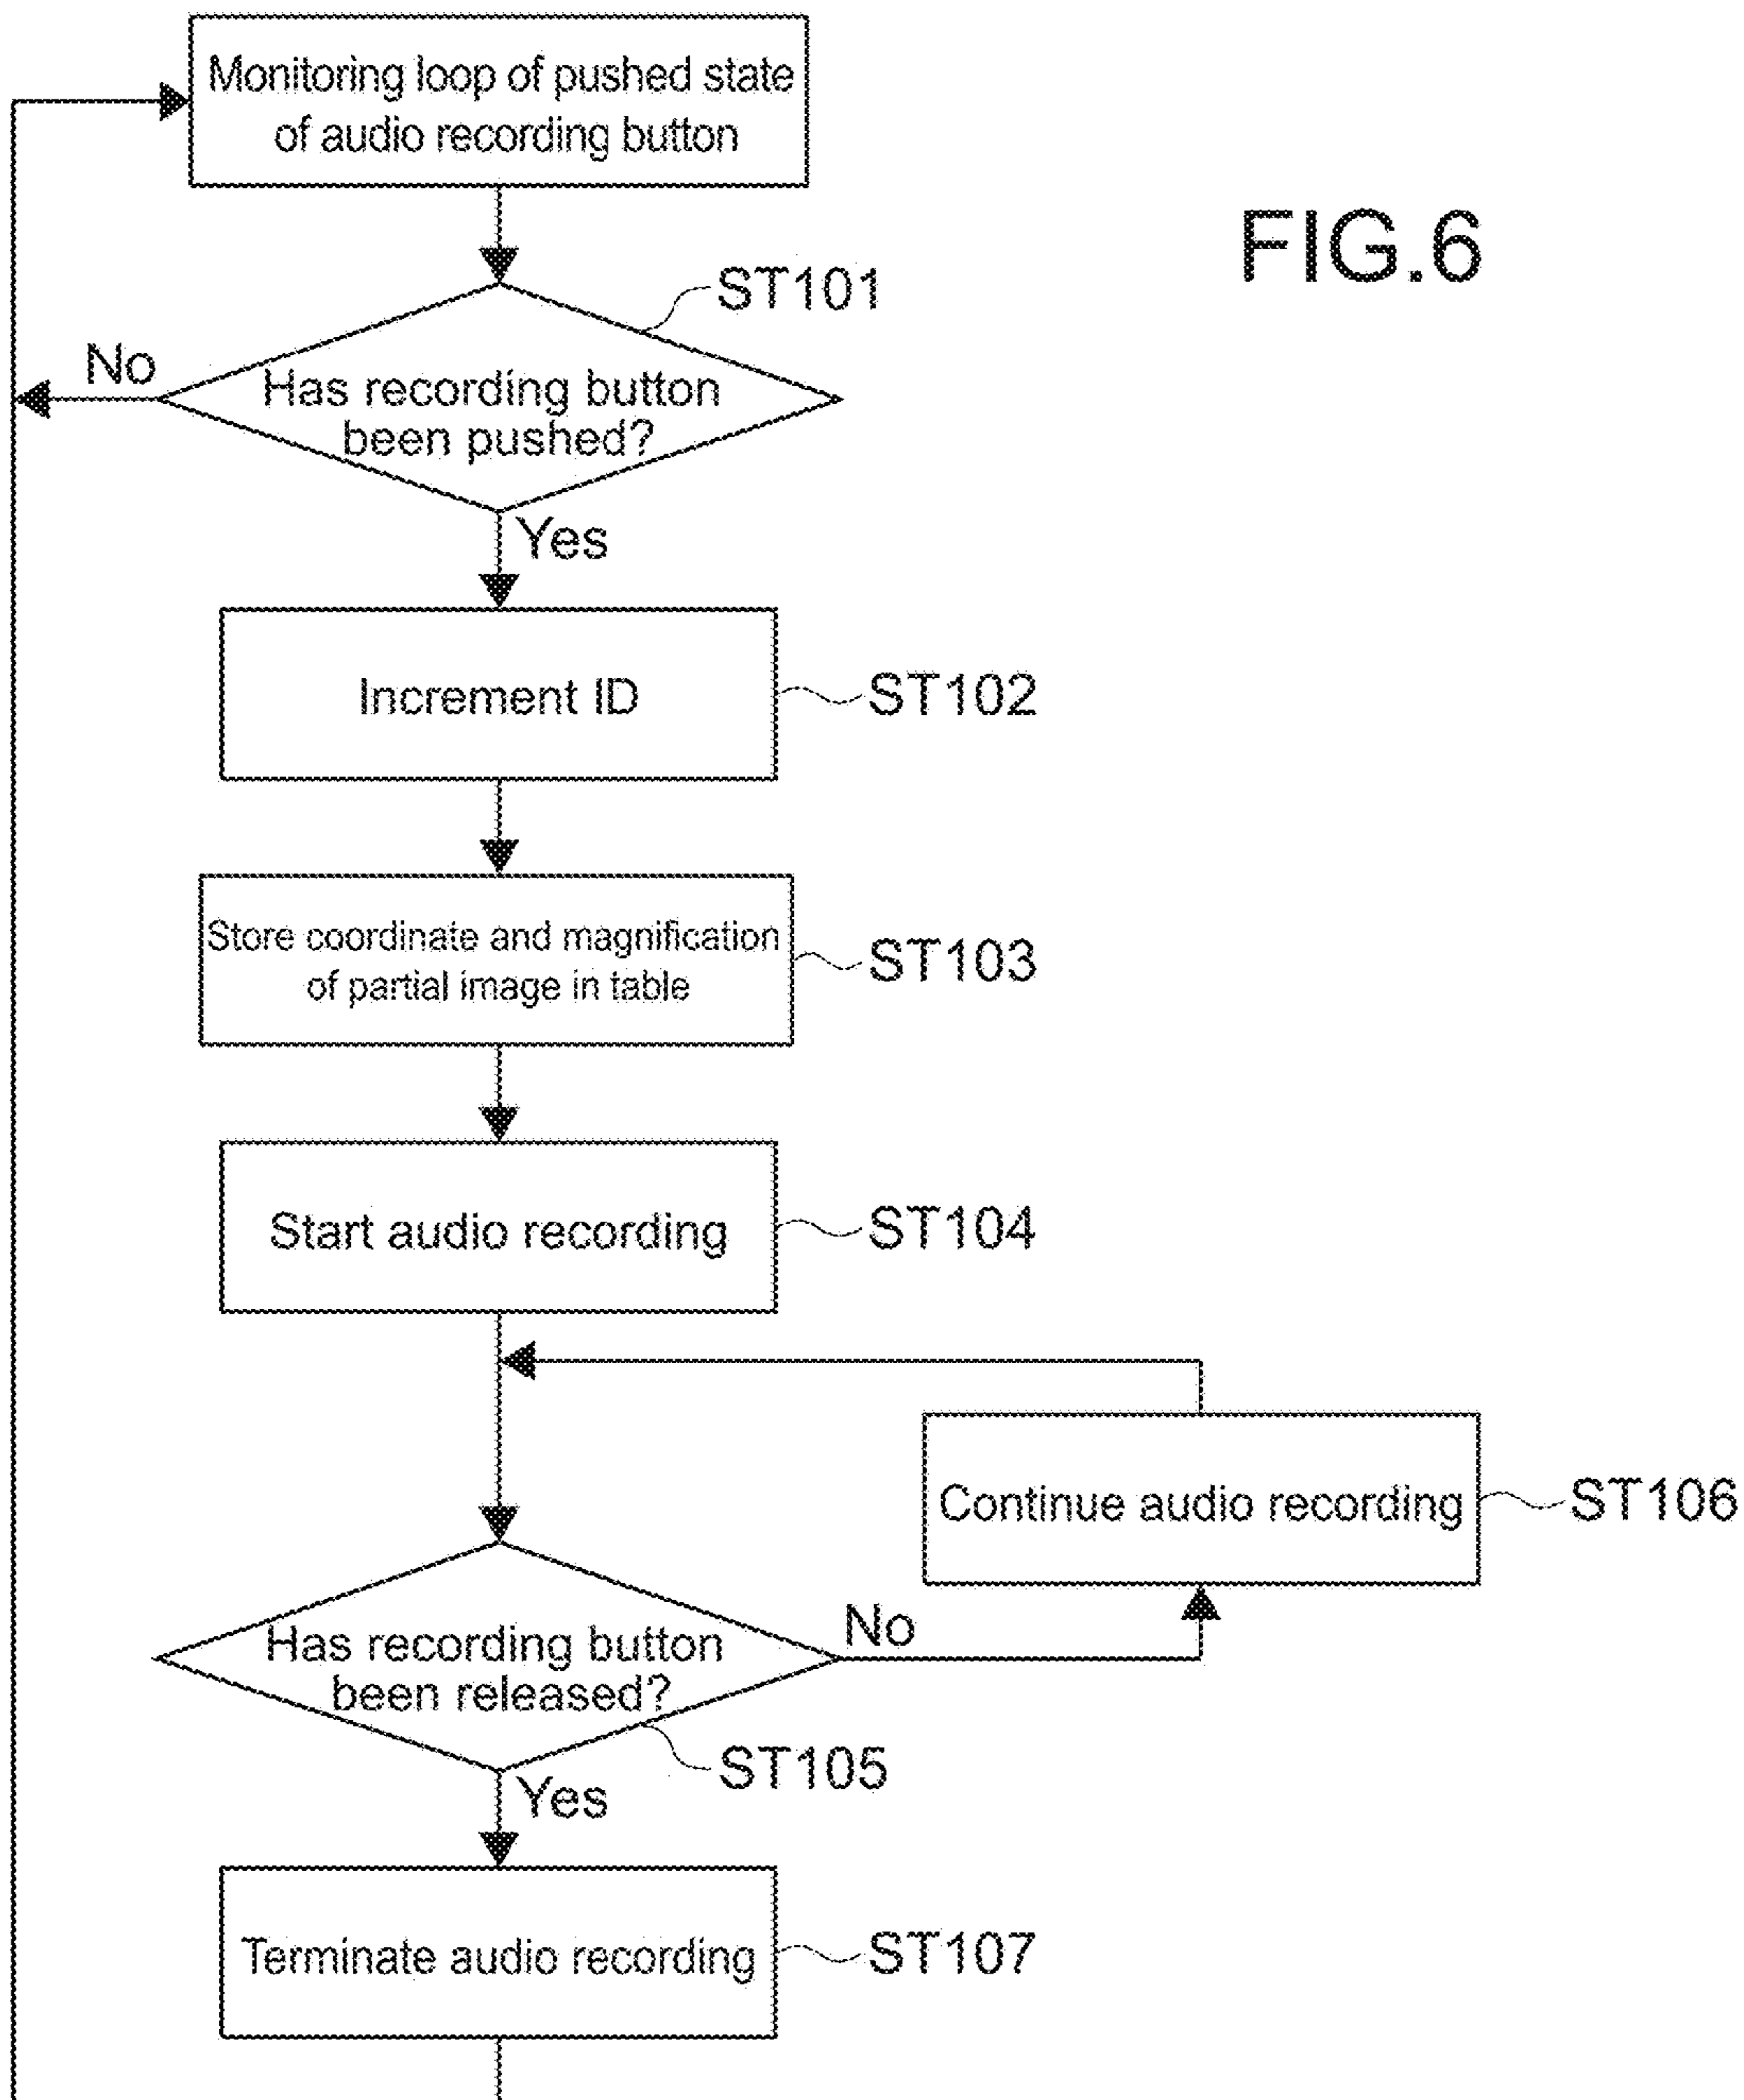 Monitoring loop of pushed state
of audio recording button
FIG.6
ST101
No
Has recording button
been pushed?
Yes
Increment ID
ST102
Store coordinate and magnification
of partial image in table
ST103
Start audio recording
ST104
Continue audio recording
ST106
No
Has recording button
been released?
ST105
Yes
Terminate audio recording
ST107